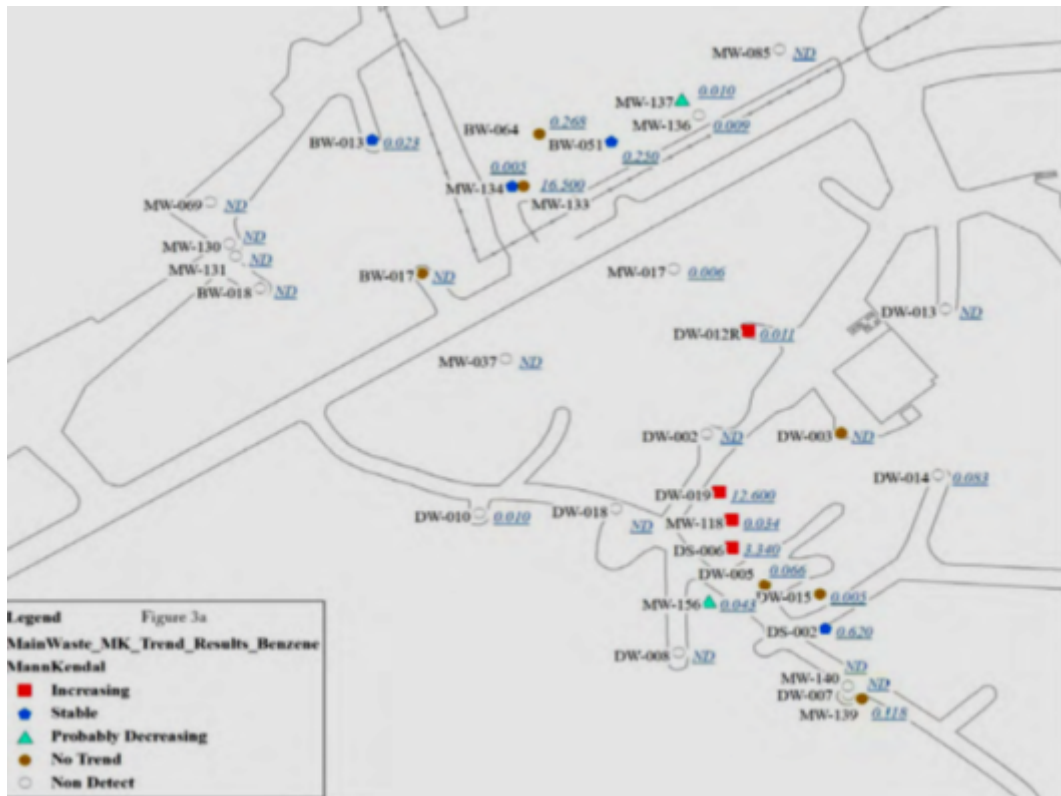 MW-085 ND
MW-137 0.010
MW-136 0.009
BW-064 0.268
BW-051 0.250
BW-013 0.023
0.005
MW-134 16.500
MW-133
MW-069 ND
MW-130 ND
MW-131 ND
BW-018 ND
BW-017 ND
MW-017 0.006
DW-013 ND
DW-012R 0.011
MW-037 ND
DW-002 ND
DW-003 ND
DW-014 0.083
DW-019 12.600
DW-010 0.010
DW-018 ND
MW-118 0.034
DS-006 3.340
DW-005 0.066
DW-015 0.005
MW-156 0.043
DS-002 0.620
DW-008 ND
ND
MW-140 ND
DW-007
MW-139 0.118
Legend Figure 3a
MainWaste_MK_Trend_Results_Benzene
MannKendal
Increasing
Stable
Probably Decreasing
No Trend
Non Detect